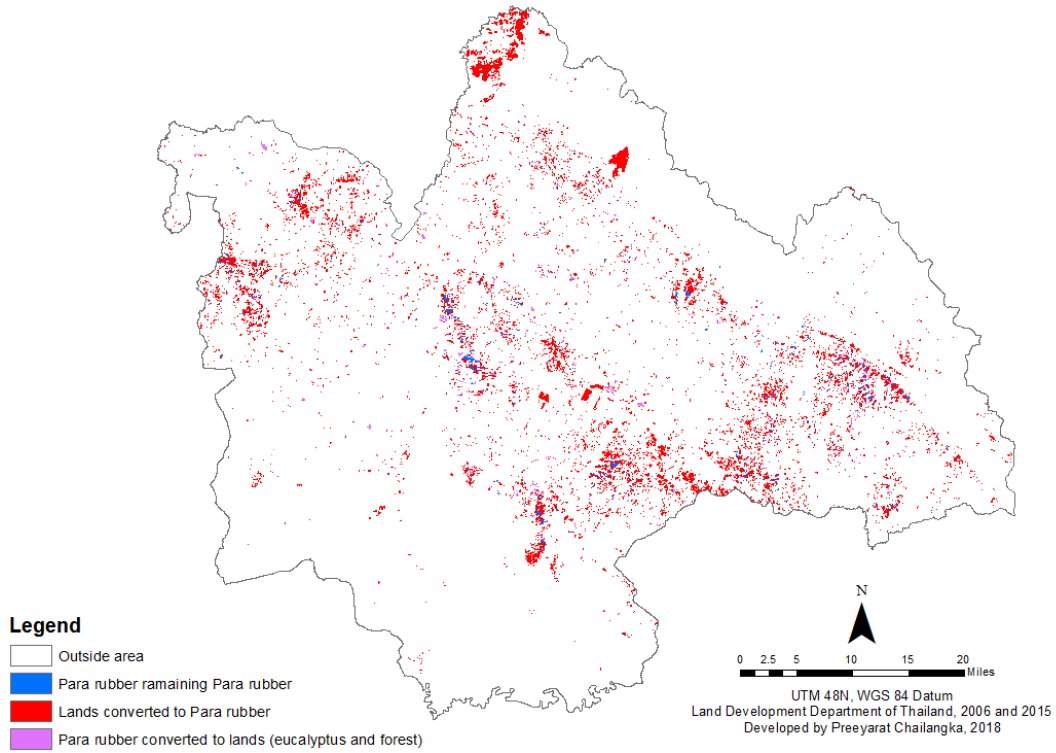 Legend
Outside area
Para rubber ramaining Para rubber
Lands converted to Para rubber
Para rubber converted to lands (eucalyptus and forest)
N
0 2.5 5 10 15 20
Miles
UTM 48N, WGS 84 Datum
Land Development Department of Thailand, 2006 and 2015
Developed by Preeyarat Chailangka, 2018